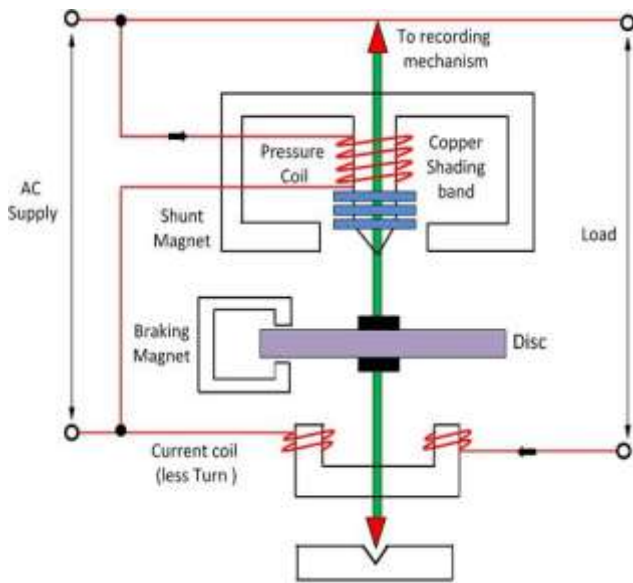 To recording
mechanism
Pressure
Coil
Copper
Shading
band
AC
Supply
Shunt
Magnet
Load
Braking
Magnet
Disc
Current coil
(less Turn )